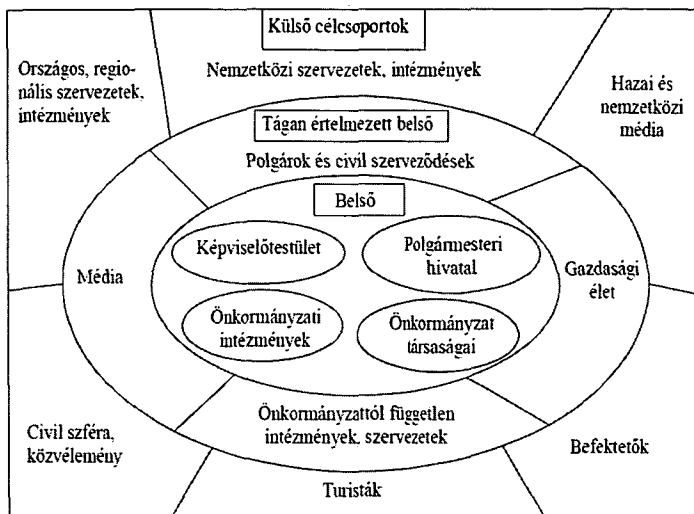 Külső célcsoportok
Nemzetközi szervezetek, intézmények
Országos, regio-
nális szervezetek,
intézmények
Hazai és
nemzetközi
média
Tágan értelmezett belső
Polgárok és civil szerveződések
Belső
Képviselőtestület
Polgármesteri
hivatal
Média
Gazdasági
élet
Önkormányzati
intézmények
Önkormányzat
társaságai
Önkormányzattól független
intézmények, szervezetek
Civil szféra,
közvélemény
Befektetők
Turisták